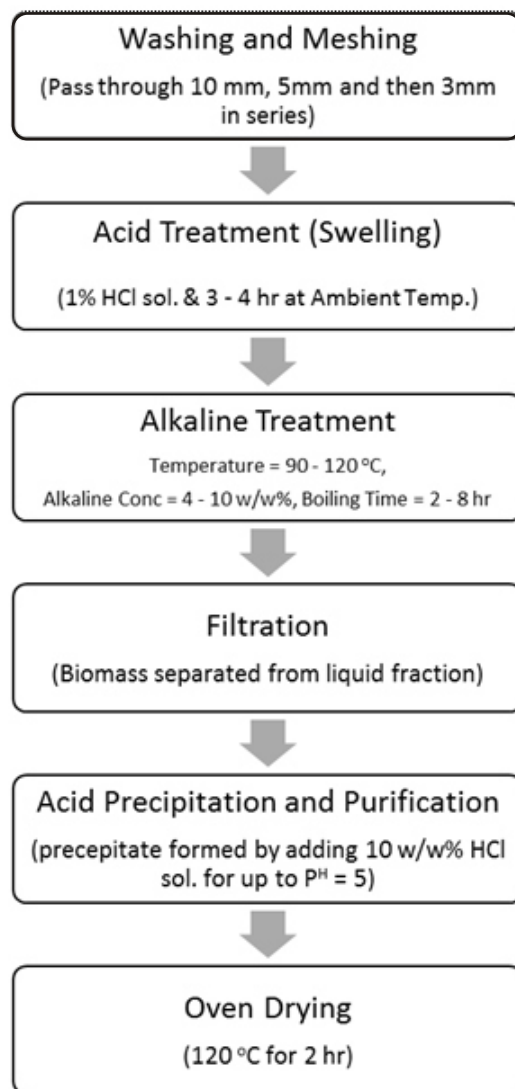 Washing and Meshing
(Pass through 10 mm, 5mm and then 3mm
in series)
Acid Treatment (Swelling)
(1% HCl sol. & 3 - 4 hr at Ambient Temp.)
Alkaline Treatment
Temperature = 90 - 120 °C,
Alkaline Conc = 4 - 10 w/w%, Boiling Time = 2 - 8 hr
Filtration
(Biomass separated from liquid fraction)
Acid Precipitation and Purification
(precepitate formed by adding 10 w/w% HCl
sol. for up to Pᴴ = 5)
Oven Drying
(120 °C for 2 hr)